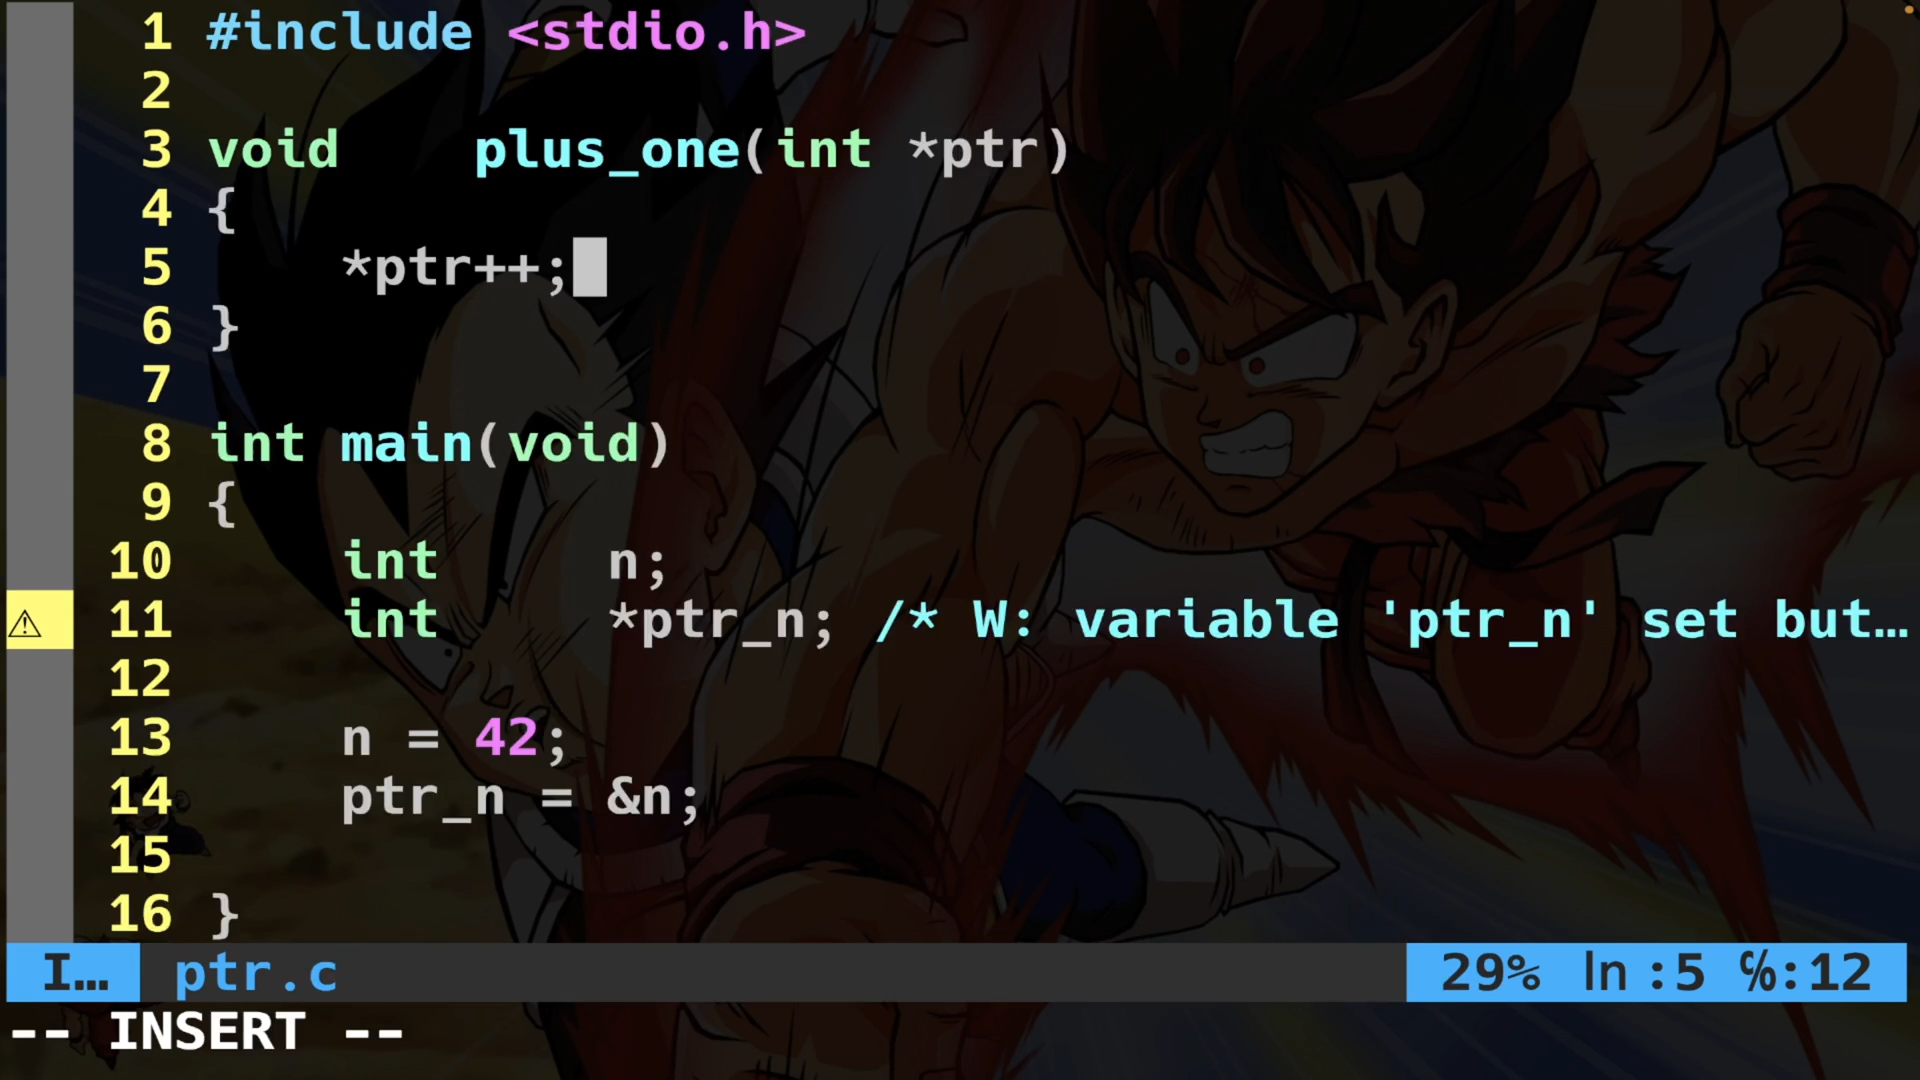 1 #include <stdio.h>
2
3 void    plus_one(int *ptr)
4 {
5     *ptr++;
6 }
7
8 int main(void)
9 {
10     int     n;
11     int     *ptr_n; /* W: variable 'ptr_n' set but…
12
13     n = 42;
14     ptr_n = &n;
15
16 }
I… ptr.c 29% ln :5 ℅:12
-- INSERT --